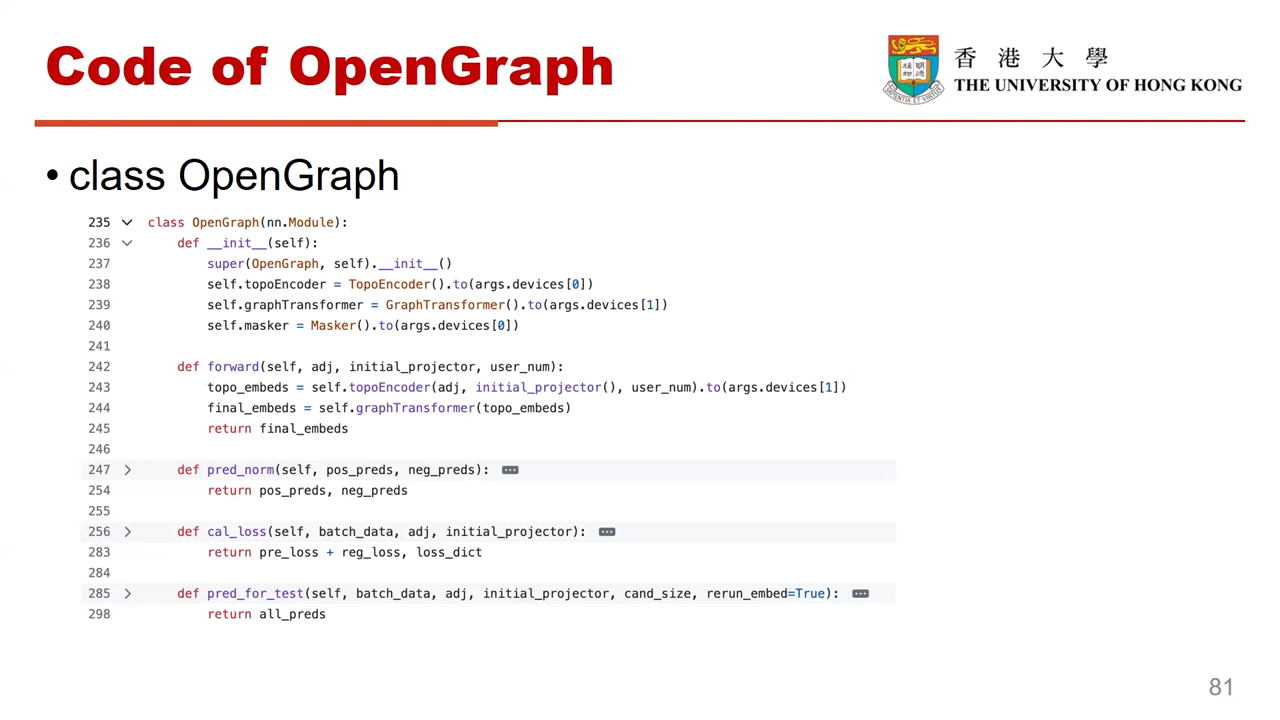 Code of OpenGraph
香港大學
THE UNIVERSITY OF HONG KONG
• class OpenGraph
235 class OpenGraph(nn.Module):
236 def __init__(self):
237 super(OpenGraph, self).__init__()
238 self.topoEncoder = TopoEncoder().to(args.devices[0])
239 self.graphTransformer = GraphTransformer().to(args.devices[1])
240 self.masker = Masker().to(args.devices[0])
241
242 def forward(self, adj, initial_projector, user_num):
243 topo_embeds = self.topoEncoder(adj, initial_projector(), user_num).to(args.devices[1])
244 final_embeds = self.graphTransformer(topo_embeds)
245 return final_embeds
246
247 def pred_norm(self, pos_preds, neg_preds):
254 return pos_preds, neg_preds
255
256 def cal_loss(self, batch_data, adj, initial_projector):
283 return pre_loss + reg_loss, loss_dict
284
285 def pred_for_test(self, batch_data, adj, initial_projector, cand_size, rerun_embed=True):
298 return all_preds
81